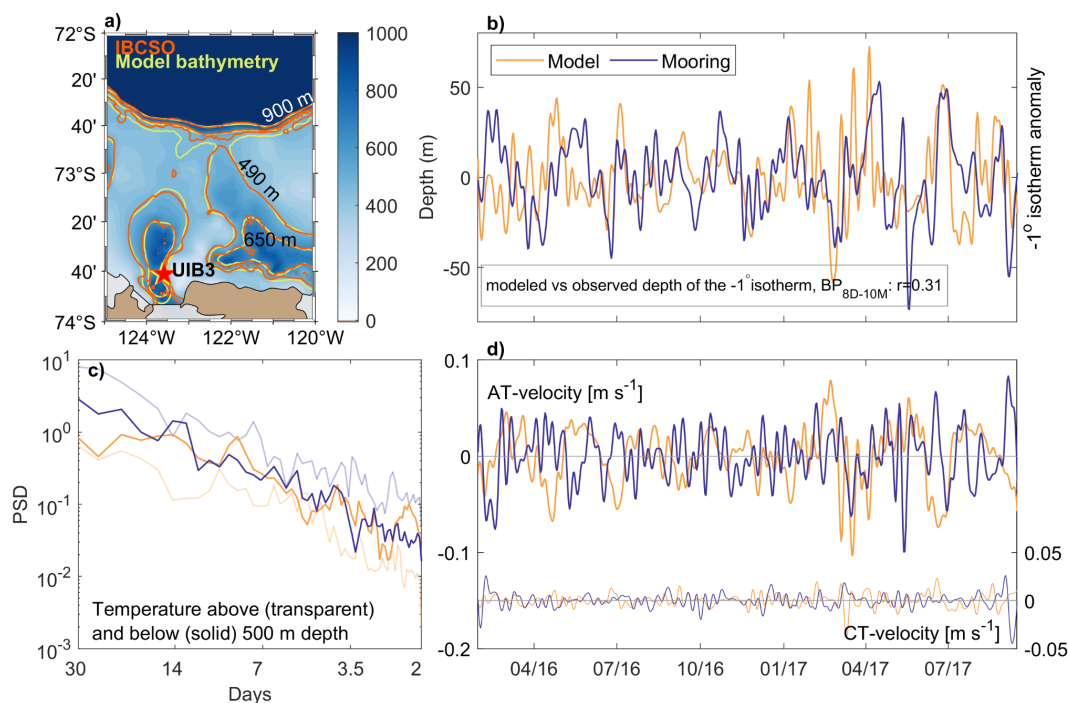 a)
72°S
20'
40'
73°S
20'
40'
74°S
124°W
122°W
120°W
IBCSO
Model bathymetry
900 m
490 m
650 m
UIB3
1000
800
600
400
200
0
Depth (m)
b)
Model
Mooring
50
0
-50
-1° isotherm anomaly
modeled vs observed depth of the -1° isotherm, BP8D-10M: r=0.31
c)
10^1
10^0
10^-1
10^-2
10^-3
PSD
Temperature above (transparent)
and below (solid) 500 m depth
30
14
7
3.5
2
Days
d)
0.1
0
-0.1
-0.2
AT-velocity [m s^-1]
0.05
0
-0.05
CT-velocity [m s^-1]
04/16
07/16
10/16
01/17
04/17
07/17